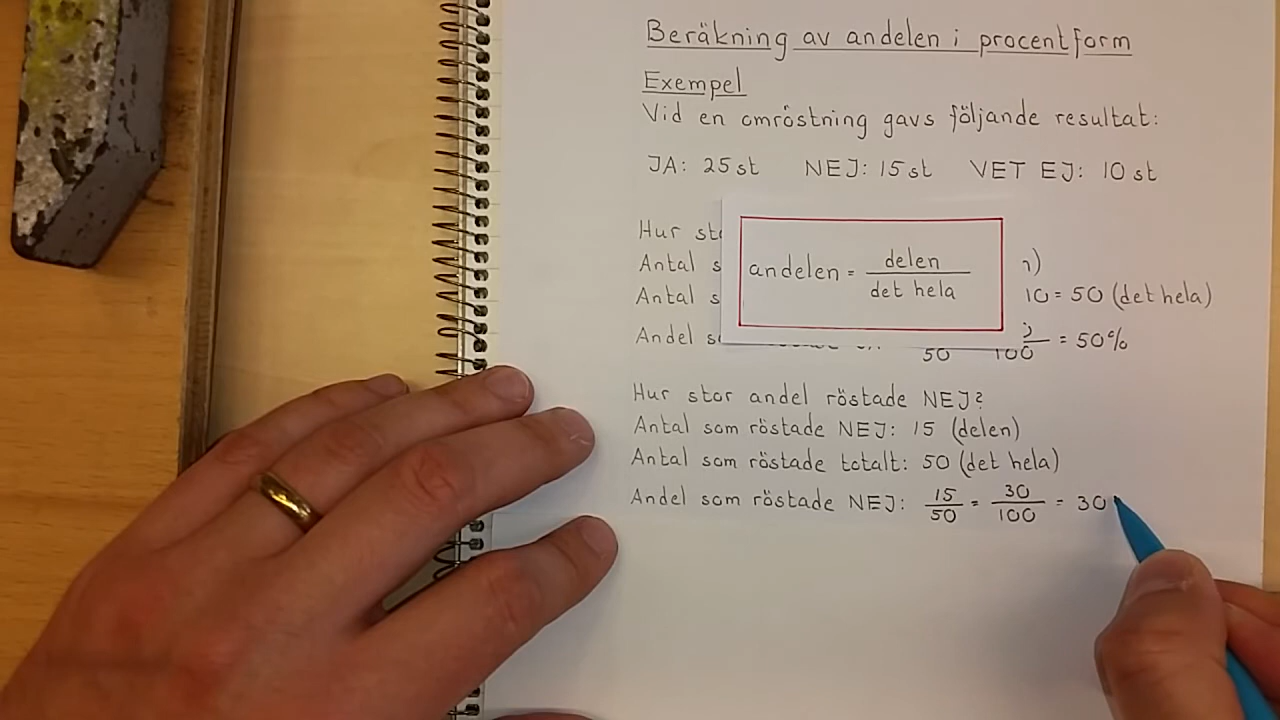 Beräkning av andelen i procentform
Exempel
Vid en omröstning gavs följande resultat:
JA: 25 st NEJ: 15 st VET EJ: 10 st
Hur
Antal
Antal 10 = 50 (det hela)
Andel 50 100 = 50%
andelen = delen / det hela
Hur stor andel röstade NEJ?
Antal som röstade NEJ: 15 (delen)
Antal som röstade totalt: 50 (det hela)
Andel som röstade NEJ: 15/50 = 30/100 = 30